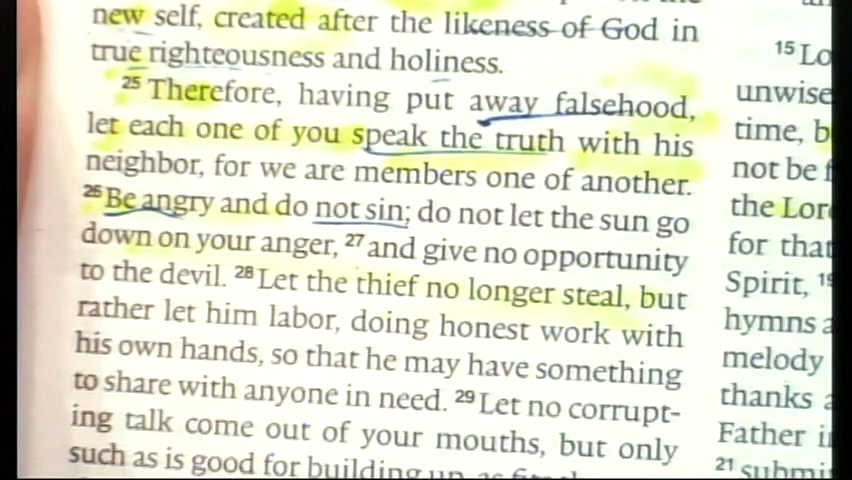 new self, created after the likeness of God in
true righteousness and holiness.
25 Therefore, having put away falsehood,
let each one of you speak the truth with his
neighbor, for we are members one of another.
26 Be angry and do not sin; do not let the sun go
down on your anger, 27 and give no opportunity
to the devil. 28 Let the thief no longer steal, but
rather let him labor, doing honest work with
his own hands, so that he may have something
to share with anyone in need. 29 Let no corrupt-
ing talk come out of your mouths, but only
such as is good for building up, as
15 Lo
unwise
time, b
not be f
the Lor
for that
Spirit, 19
hymns a
melody
thanks a
Father i
21 submi